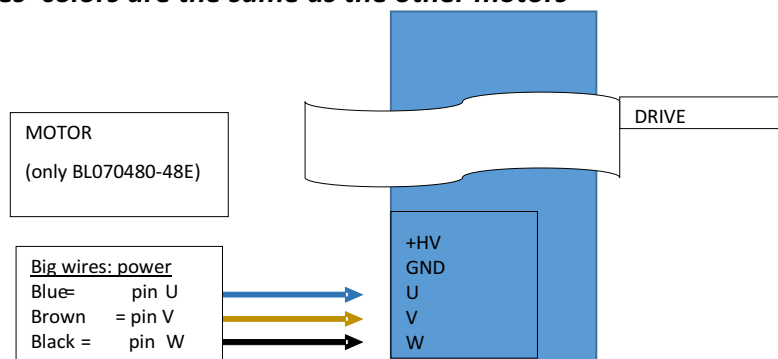 colors are the same as the other motors
DRIVE
MOTOR
(only BL070480-48E)
+HV
GND
U
V
W
Big wires: power
Blue= pin U
Brown = pin V
Black = pin W